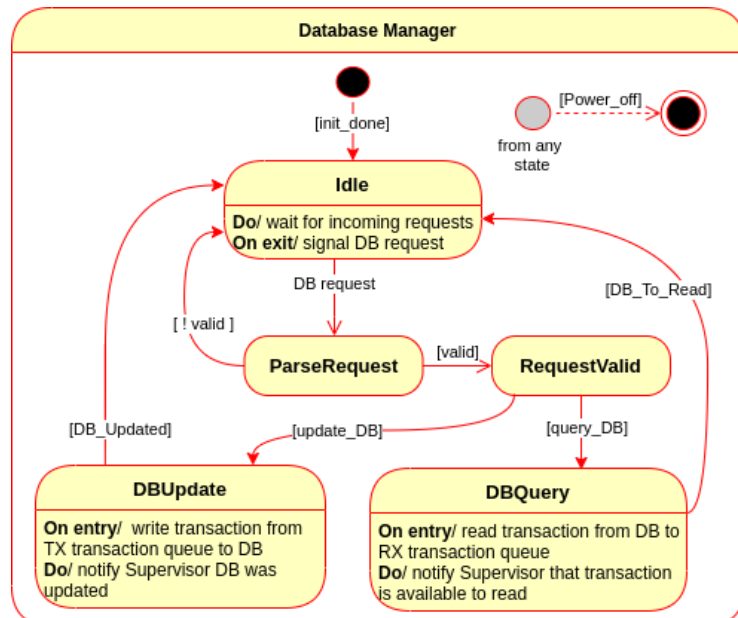 Database Manager
[init_done]
[Power_off]
from any
state
Idle
Do/ wait for incoming requests
On exit/ signal DB request
DB request
[DB_To_Read]
[ ! valid ]
ParseRequest
[valid]
RequestValid
[DB_Updated]
[update_DB]
[query_DB]
DBUpdate
On entry/ write transaction from
TX transaction queue to DB
Do/ notify Supervisor DB was
updated
DBQuery
On entry/ read transaction from DB to
RX transaction queue
Do/ notify Supervisor that transaction
is available to read